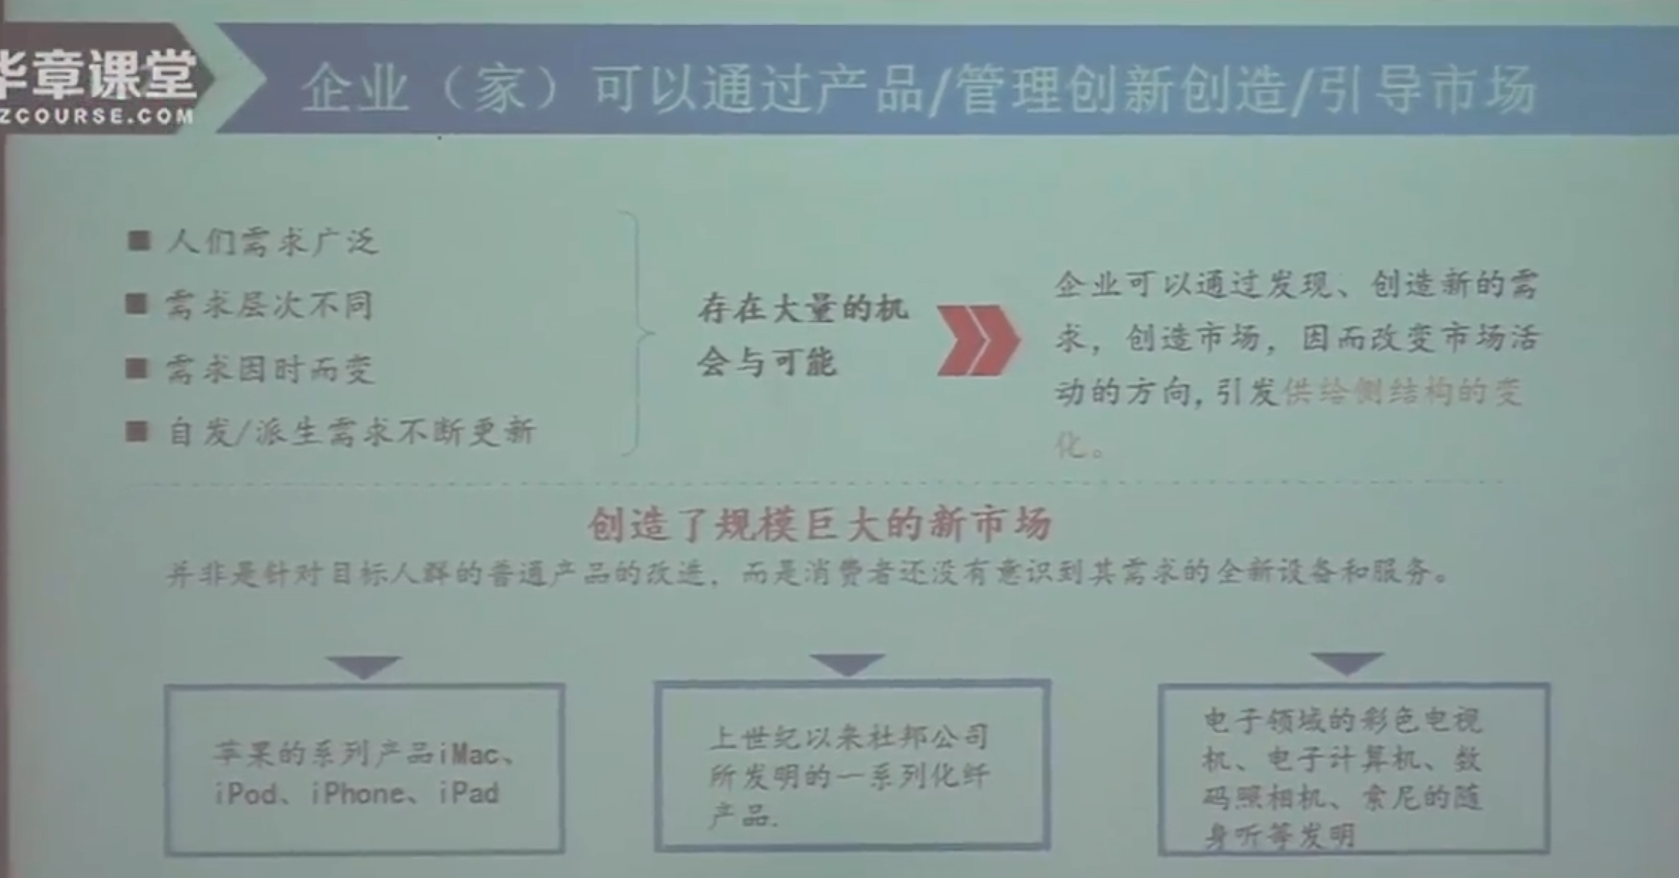 华章课堂
ZCOURSE.COM
企业（家）可以通过产品/管理创新创造/引导市场
■ 人们需求广泛
■ 需求层次不同
■ 需求因时而变
■ 自发/派生需求不断更新
存在大量的机
会与可能
企业可以通过发现、创造新的需
求，创造市场，因而改变市场活
动的方向,引发供给侧结构的变
化。
创造了规模巨大的新市场
并非是针对目标人群的普通产品的改进，而是消费者还没有意识到其需求的全新设备和服务。
苹果的系列产品iMac、
iPod、iPhone、iPad
上世纪以来杜邦公司
所发明的一系列化纤
产品.
电子领域的彩色电视
机、电子计算机、数
码照相机、索尼的随
身听等发明